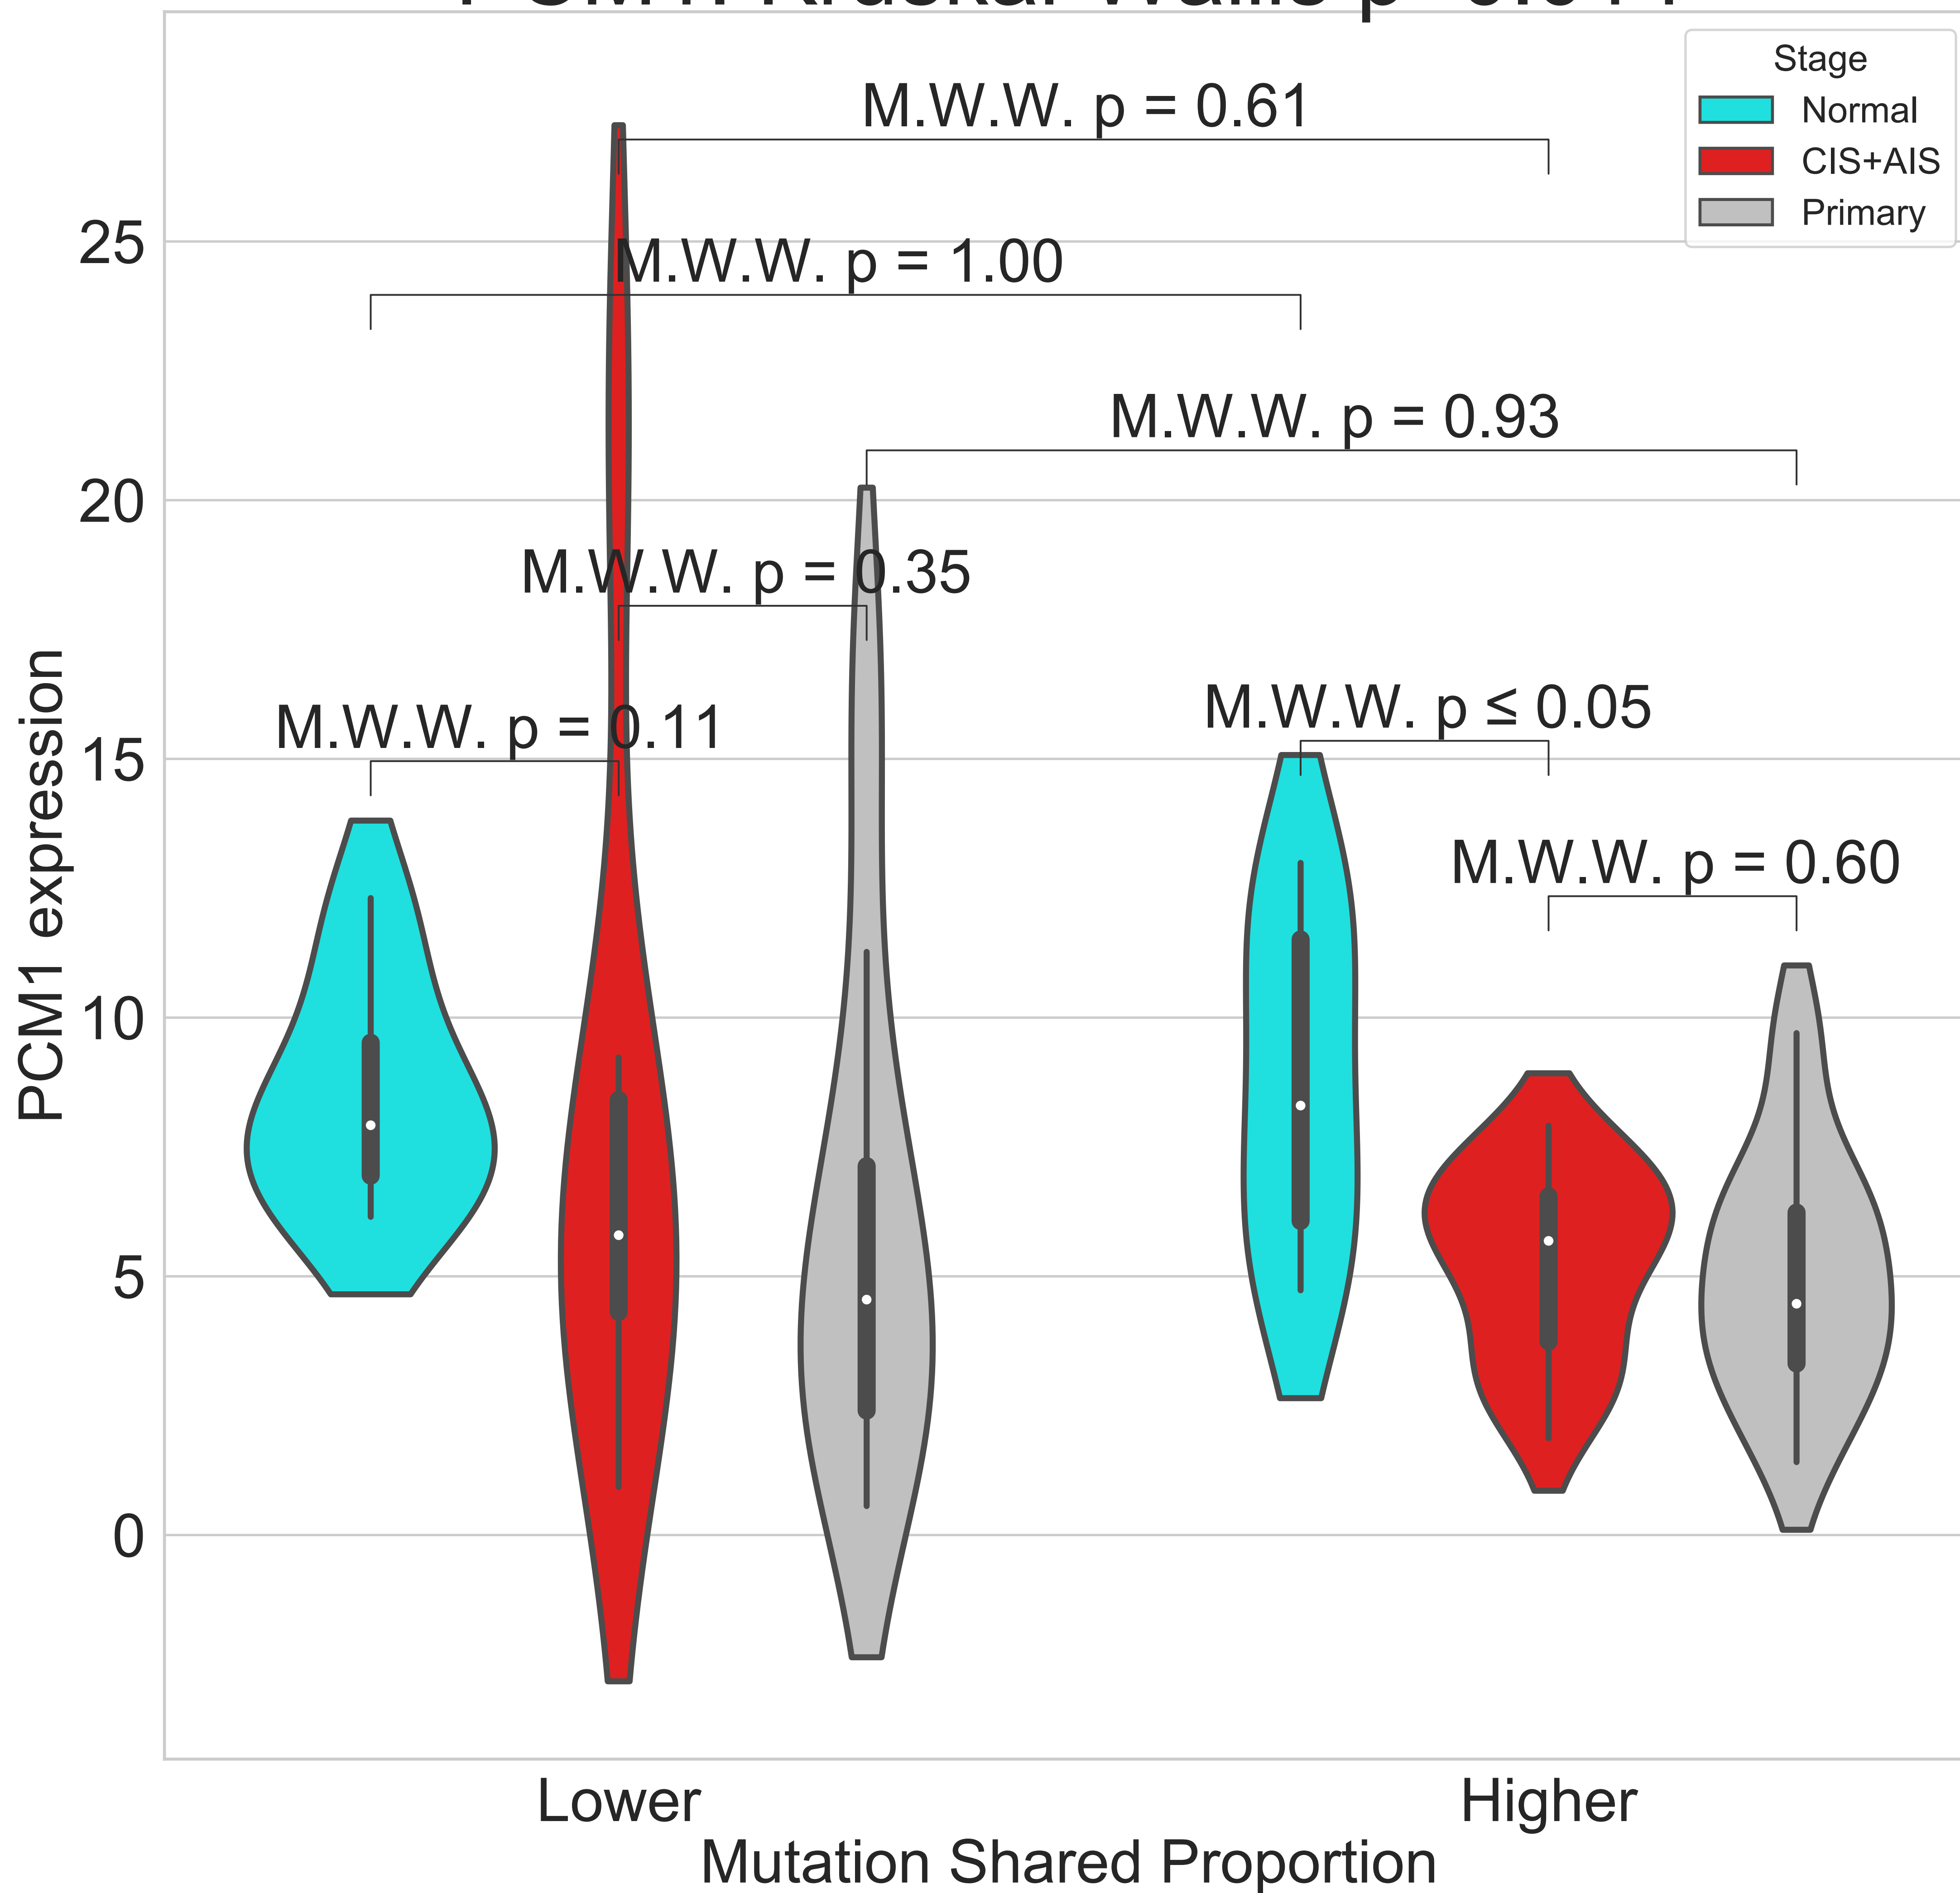 Stage
Normal
CIS+AIS
Primary
M.W.W. p = 0.61
M.W.W. p = 1.00
M.W.W. p = 0.93
M.W.W. p = 0.35
M.W.W. p = 0.11
M.W.W. p ≤ 0.05
M.W.W. p = 0.60
25
20
15
10
5
0
PCM1 expression
Lower
Higher
Mutation Shared Proportion